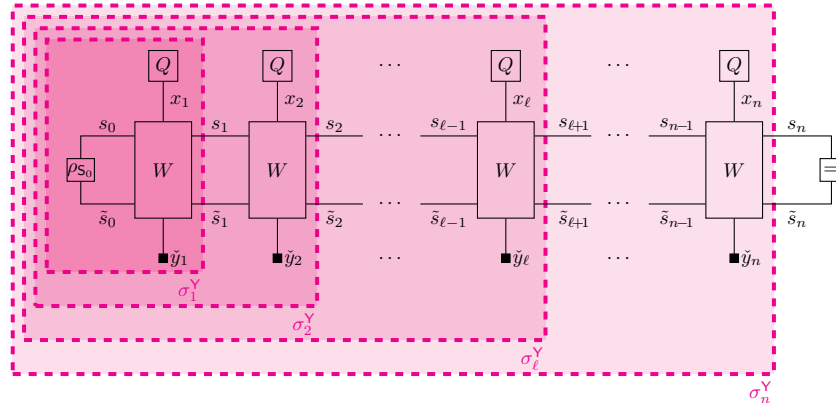 Q Q ⋯ Q ⋯ Q
x₁ x₂ x_ℓ x_n
s₀ s₁ s₂ s_{ℓ−1} s_{ℓ+1} s_{n−1} s_n
ρ_{S₀} W W ⋯ W ⋯ W =
s̃₀ s̃₁ s̃₂ ⋯ s̃_{ℓ−1} s̃_{ℓ+1} ⋯ s̃_{n−1} s̃_n
y̌₁ y̌₂ ⋯ y̌_ℓ ⋯ y̌_n
σ₁^Y
σ₂^Y
σ_ℓ^Y
σ_n^Y